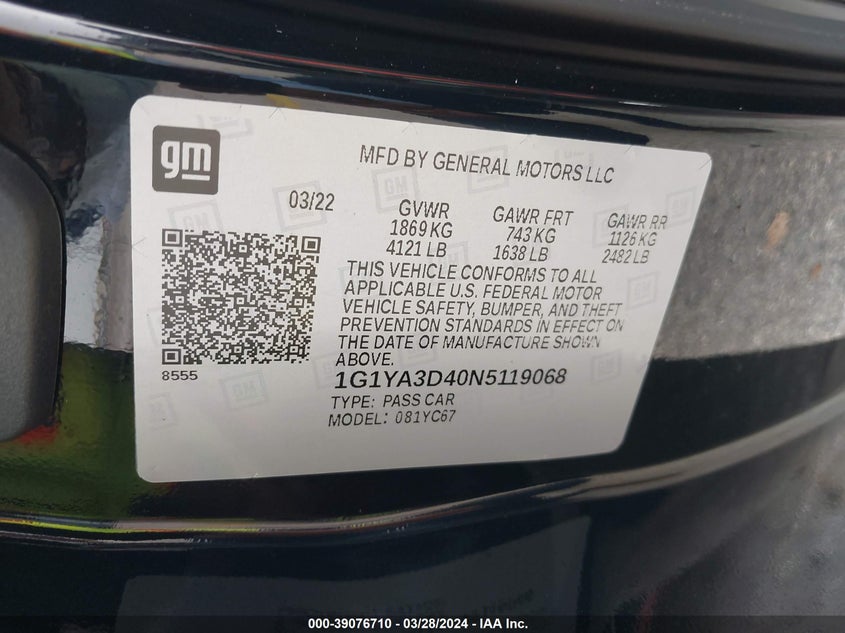 gm
MFD BY GENERAL MOTORS LLC
03/22
GVWR
1869 KG
4121 LB
GAWR FRT
743 KG
1638 LB
GAWR RR
1126 KG
2482 LB
THIS VEHICLE CONFORMS TO ALL
APPLICABLE U.S. FEDERAL MOTOR
VEHICLE SAFETY, BUMPER, AND THEFT
PREVENTION STANDARDS IN EFFECT ON
THE DATE OF MANUFACTURE SHOWN
ABOVE.
8555
1G1YA3D40N5119068
TYPE: PASS CAR
MODEL: 081YC67
000-39076710 - 03/28/2024 - IAA Inc.